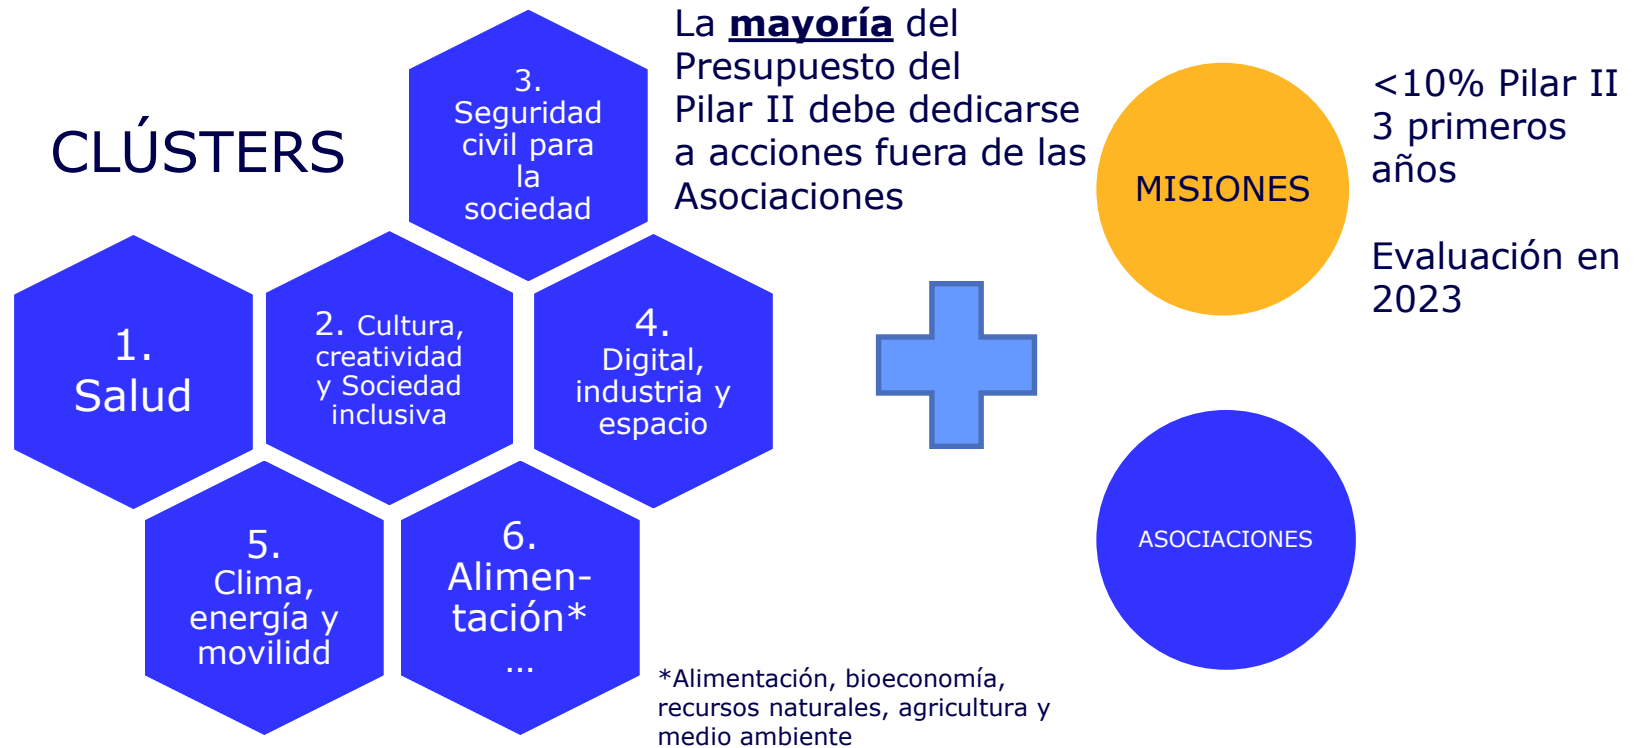 CLÚSTERS
3.
Seguridad
civil para
la
sociedad
1.
Salud
2. Cultura,
creatividad
y Sociedad
inclusiva
4.
Digital,
industria y
espacio
5.
Clima,
energía y
movilidd
6.
Alimen-
tación*
...
*Alimentación, bioeconomía,
recursos naturales, agricultura y
medio ambiente
La mayoría del
Presupuesto del
Pilar II debe dedicarse
a acciones fuera de las
Asociaciones
MISIONES
<10% Pilar II
3 primeros
años
Evaluación en
2023
ASOCIACIONES